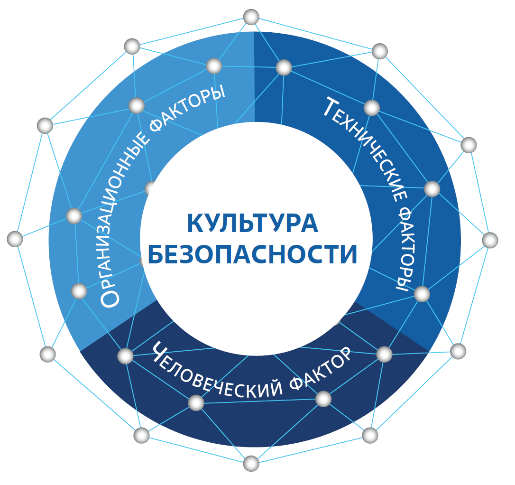 Организационные факторы
Технические факторы
КУЛЬТУРА
БЕЗОПАСНОСТИ
Человеческий фактор